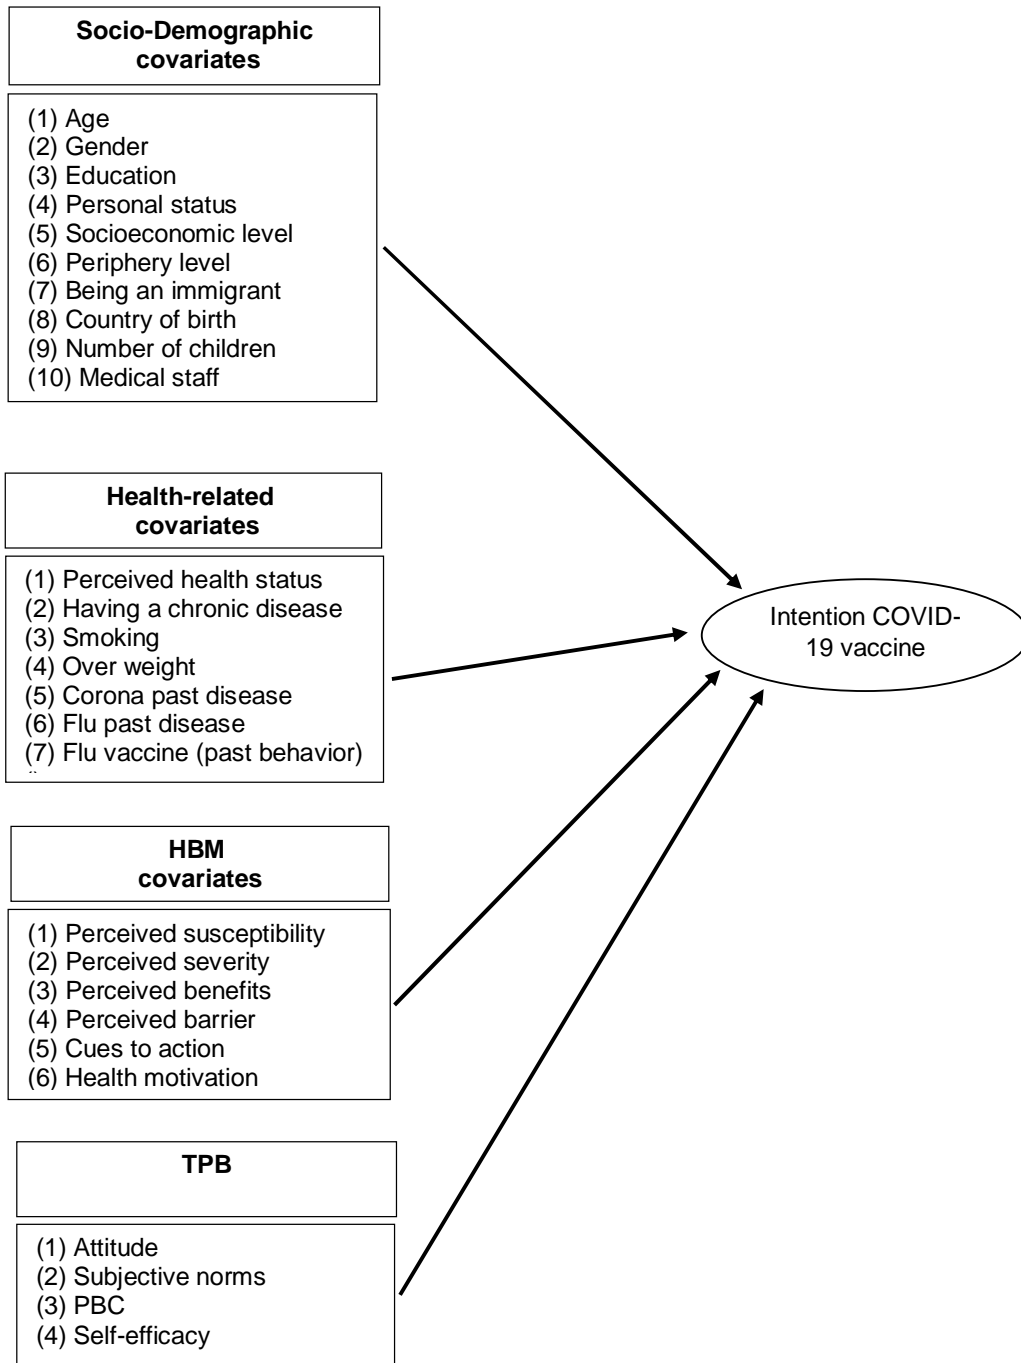 Socio-Demographic
covariates
(1) Age
(2) Gender
(3) Education
(4) Personal status
(5) Socioeconomic level
(6) Periphery level
(7) Being an immigrant
(8) Country of birth
(9) Number of children
(10) Medical staff
Health-related
covariates
(1) Perceived health status
(2) Having a chronic disease
(3) Smoking
(4) Over weight
(5) Corona past disease
(6) Flu past disease
(7) Flu vaccine (past behavior)
Intention COVID-
19 vaccine
HBM
covariates
(1) Perceived susceptibility
(2) Perceived severity
(3) Perceived benefits
(4) Perceived barrier
(5) Cues to action
(6) Health motivation
TPB
(1) Attitude
(2) Subjective norms
(3) PBC
(4) Self-efficacy